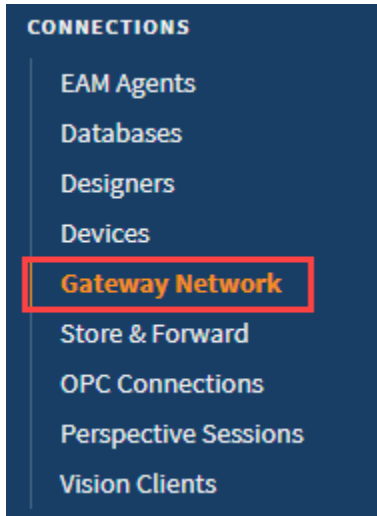 CONNECTIONS
EAM Agents
Databases
Designers
Devices
Gateway Network
Store & Forward
OPC Connections
Perspective Sessions
Vision Clients